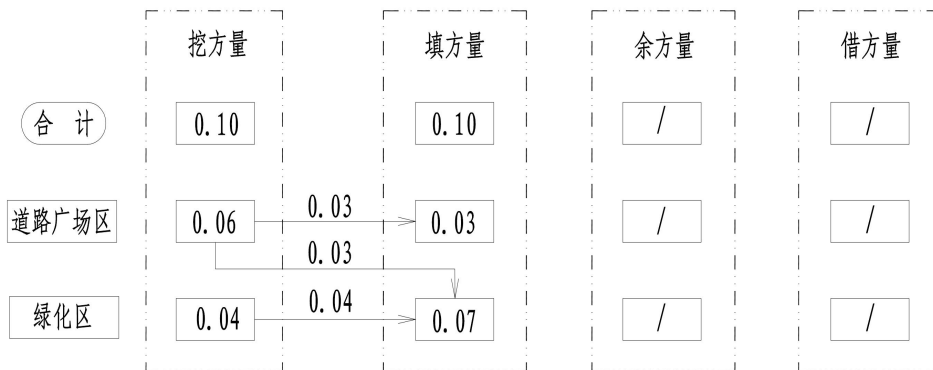 挖方量 填方量 余方量 借方量
合 计 0.10 0.10 / /
0.03
道路广场区 0.06 0.03 / /
0.03
0.04
绿化区 0.04 0.07 / /